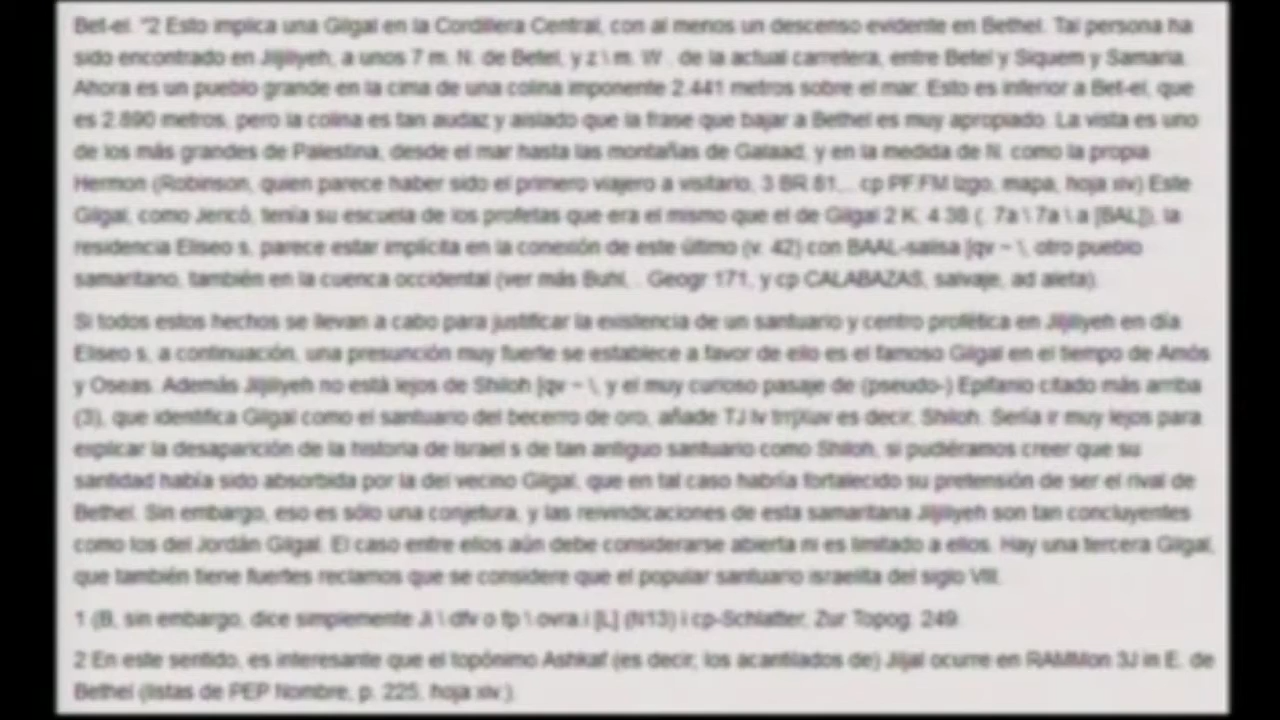 Bet-el. "2 Esto implica una Gilgal en la Cordillera Central, con al menos un descenso evidente en Bethel. Tal persona ha
sido encontrado en Jiljiliyeh, a unos 7 m. N. de Betel, y z \ m. W . de la actual carretera, entre Betel y Siquem y Samaria.
Ahora es un pueblo grande en la cima de una colina imponente 2.441 metros sobre el mar. Esto es inferior a Bet-el, que
es 2.890 metros, pero la colina es tan audaz y aislado que la frase que bajar a Bethel es muy apropiado. La vista es uno
de los más grandes de Palestina, desde el mar hasta las montañas de Galaad, y en la medida de N. como la propia
Hermon (Robinson, quien parece haber sido el primero viajero a visitarlo, 3 BR 81,.. cp PF.FM lzgo, mapa, hoja xiv) Este
Gilgal, como Jericó, tenía su escuela de los profetas que era el mismo que el de Gilgal 2 K. 4 38 (. 7a \ 7a \ a [BAL]), la
residencia Eliseo s, parece estar implícita en la conexión de este último (v. 42) con BAAL-salisa [qv ~ \, otro pueblo
samaritano, también en la cuenca occidental (ver más Buhl, . Geogr 171, y cp CALABAZAS, salvaje, ad aleta).
Si todos estos hechos se llevan a cabo para justificar la existencia de un santuario y centro profética en Jiljiliyeh en día
Eliseo s, a continuación, una presunción muy fuerte se establece a favor de ello es el famoso Gilgal en el tiempo de Amós
y Oseas. Además Jiljiliyeh no está lejos de Shiloh [qv ~ \, y el muy curioso pasaje de (pseudo-) Epifanio citado más arriba
(3), que identifica Gilgal como el santuario del becerro de oro, añade TJ lv es decir, Shiloh. Sería ir muy lejos para
explicar la desaparición de la historia de Israel s de tan antiguo santuario como Shiloh, si pudiéramos creer que su
santidad había sido absorbida por la del vecino Gilgal, que en tal caso habría fortalecido su pretensión de ser el rival de
Bethel. Sin embargo, eso es sólo una conjetura, y las reivindicaciones de esta samaritana Jiljiliyeh son tan concluyentes
como los del Jordán Gilgal. El caso entre ellos aún debe considerarse abierta ni es limitado a ellos. Hay una tercera Gilgal,
que también tiene fuertes reclamos que se considere que el popular santuario israelita del siglo VIII.
1 (B, sin embargo, dice simplemente \ dfv o fp \ ovra.i [L] (N13) i cp-Schlatter, Zur Topog. 249.
2 En este sentido, es interesante que el topónimo Ashkaf (es decir, los acantilados de) Jiljal ocurre en RAMMon 3J in E. de
Bethel (listas de PEP Nombre, p. 225, hoja xiv ).